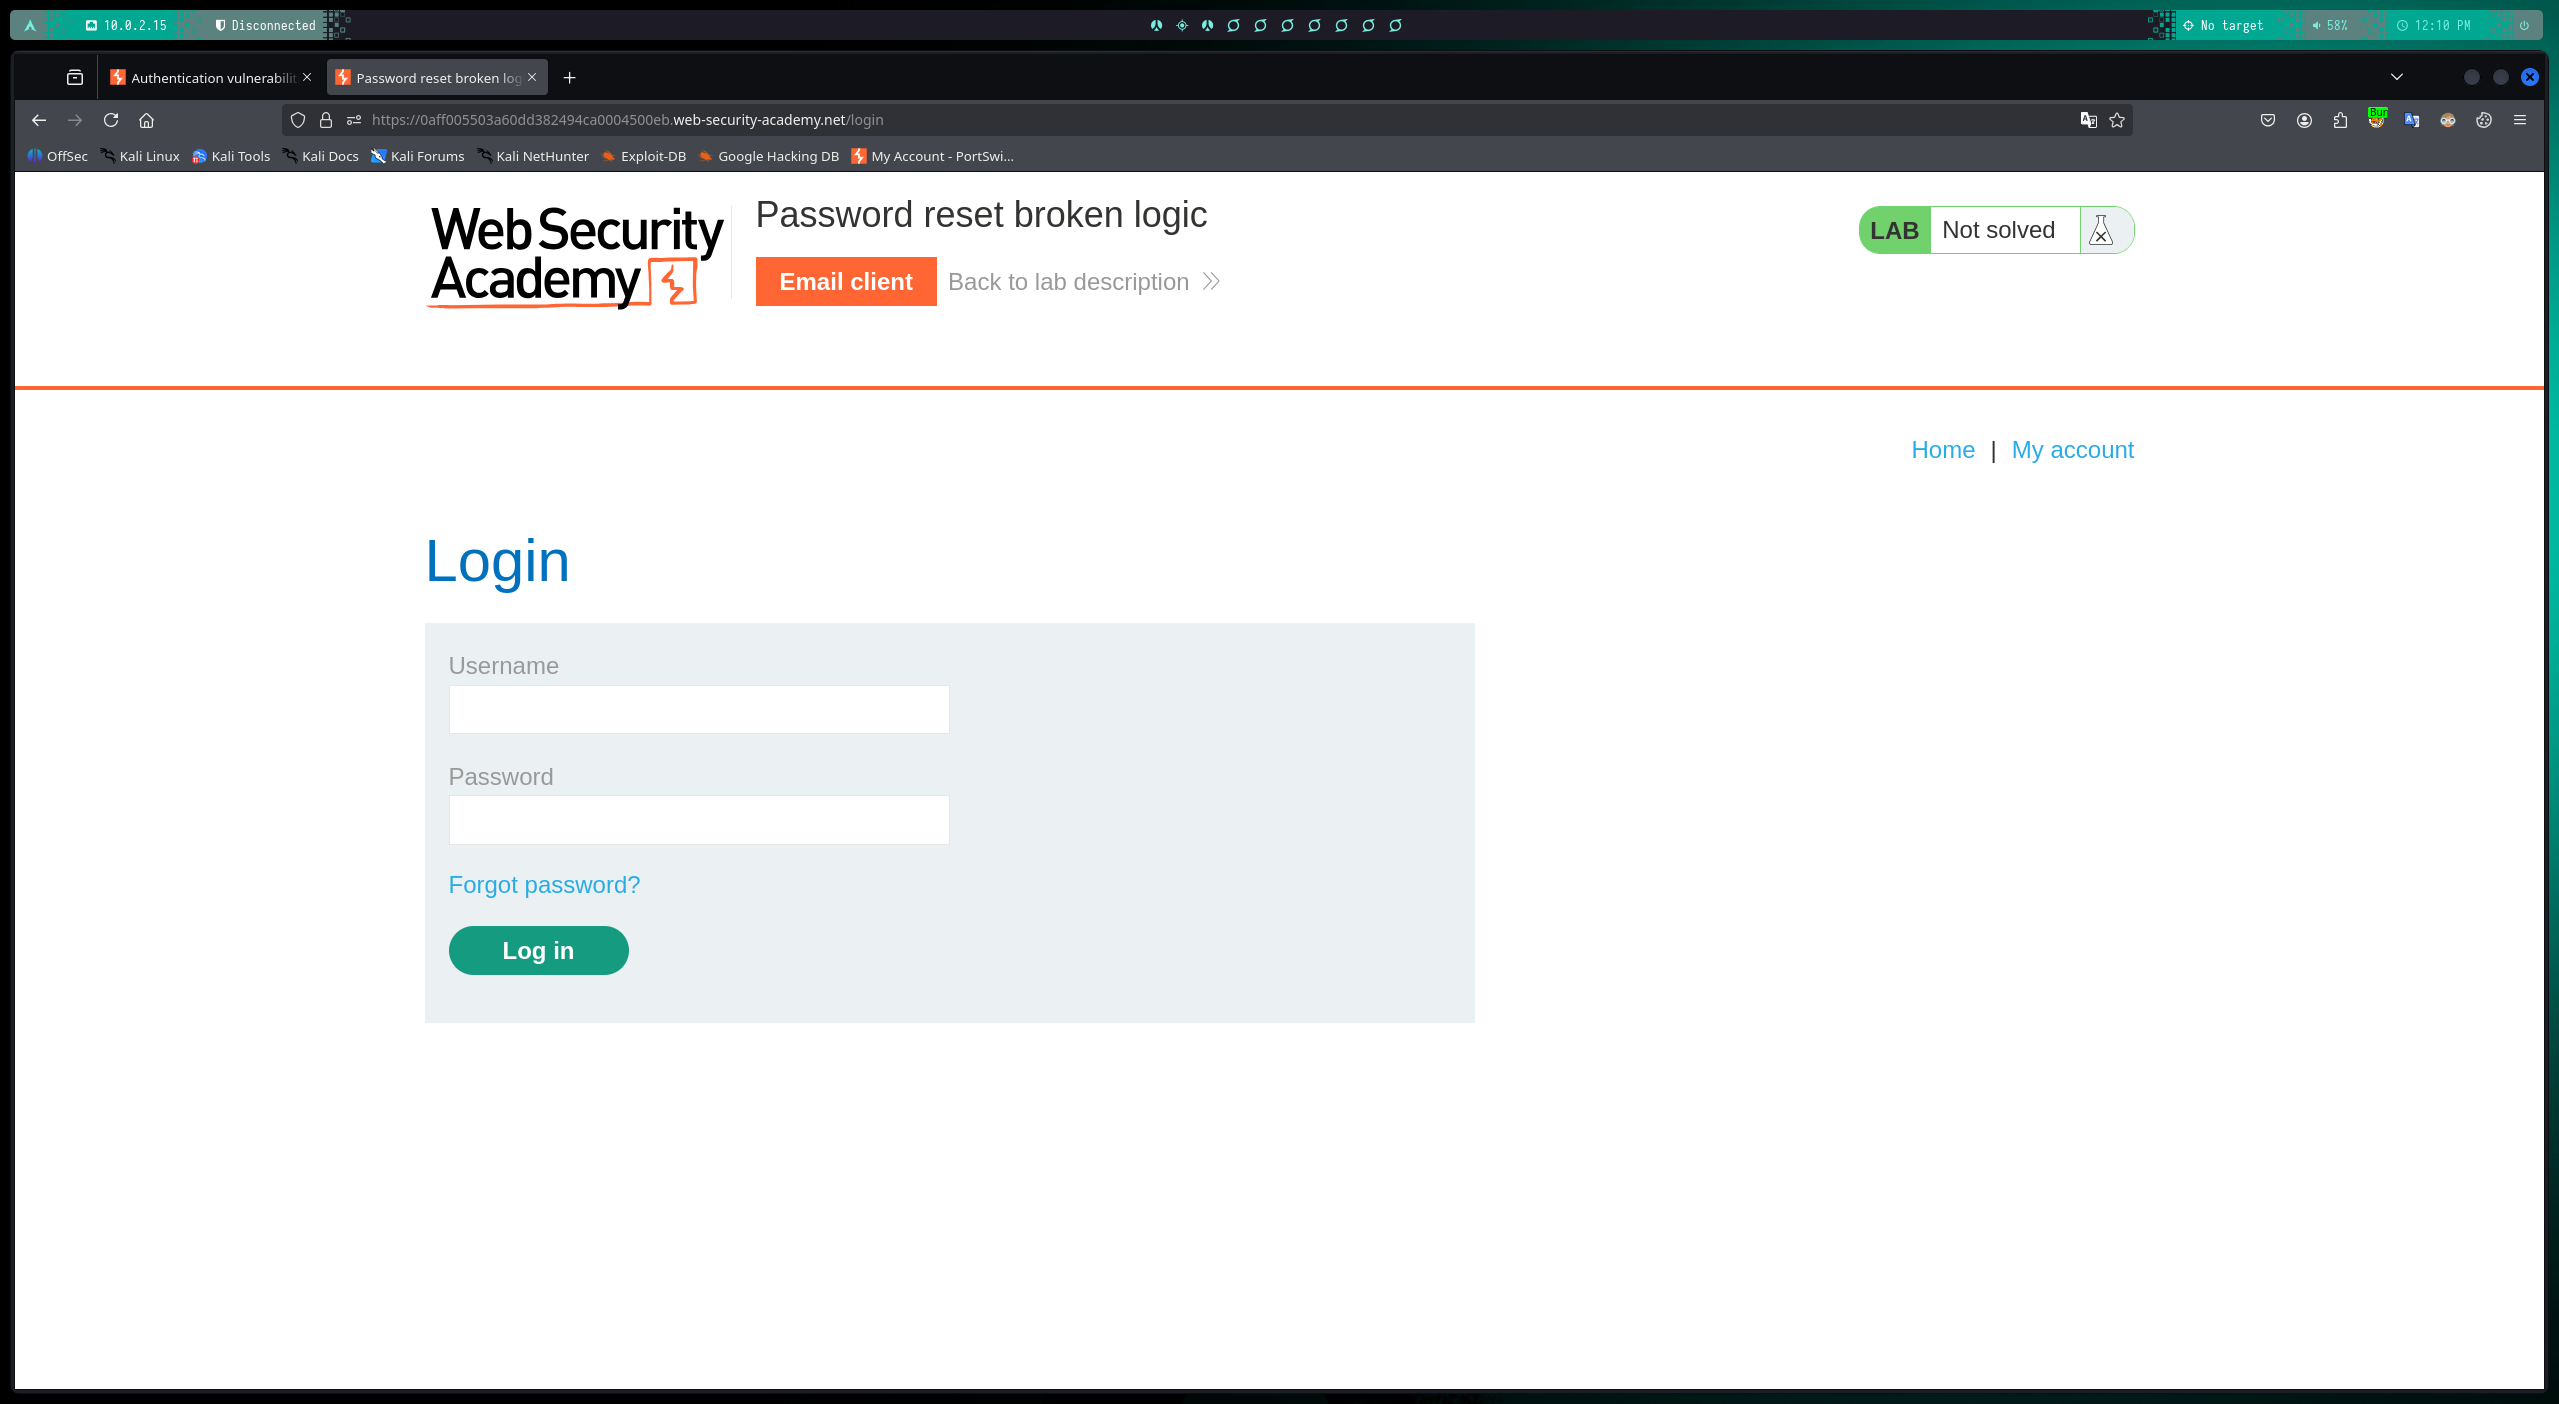 10.0.2.15 Disconnected No target 58% 12:10 PM
Authentication vulnerabilit Password reset broken log
https://0aff005503a60dd382494ca0004500eb.web-security-academy.net/login
Bur
OffSec Kali Linux Kali Tools Kali Docs Kali Forums Kali NetHunter Exploit-DB Google Hacking DB My Account - PortSwi...
Web Security
Academy
Password reset broken logic
Email client Back to lab description
LAB Not solved
Home | My account
Login
Username
Password
Forgot password?
Log in